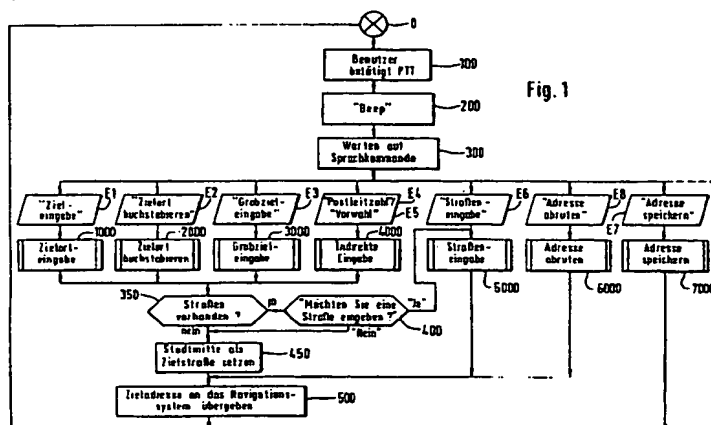 0
Benutzer
betätigt PTT
100
Fig. 1
"Beep"
200
Warten auf
Sprachkommando
300
"Ziel-
eingabe"
E1
"Zielort
buchstabieren"
E2
"Grobziel-
eingabe"
E3
"Postleitzahl"/
"Vorwahl"
E4
E5
"Straßen-
eingabe"
E6
"Adresse
abrufen"
E8
"Adresse
speichern"
E7
Zielort-
eingabe
1000
Zielort
buchstabieren
2000
Grobziel-
eingabe
3000
Indirekte
Eingabe
4000
Straßen-
eingabe
5000
Adresse
abrufen
6000
Adresse
speichern
7000
350
Straßen
vorhanden ?
ja
"Möchten Sie eine
Straße eingeben ?"
"Ja"
400
nein
"Nein"
Stadtmitte als
Zielstraße setzen
450
Zieladresse an das Navigations-
system übergeben
500